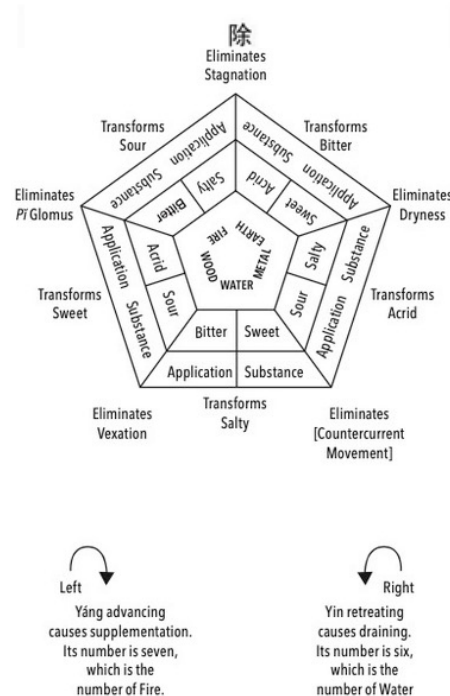 除
Eliminates
Stagnation
Transforms
Sour
Transforms
Bitter
Substance Application
Substance Application
Bitter Salty
Acrid Sweet
Eliminates
Pī Glomus
Eliminates
Dryness
FIRE EARTH
WOOD METAL
WATER
Application Substance
Acrid Sour
Salty Sour
Substance Application
Transforms
Sweet
Transforms
Acrid
Bitter Sweet
Application Substance
Eliminates
Vexation
Transforms
Salty
Eliminates
[Countercurrent
Movement]
Left
Yáng advancing
causes supplementation.
Its number is seven,
which is the
number of Fire.
Right
Yin retreating
causes draining.
Its number is six,
which is the
number of Water